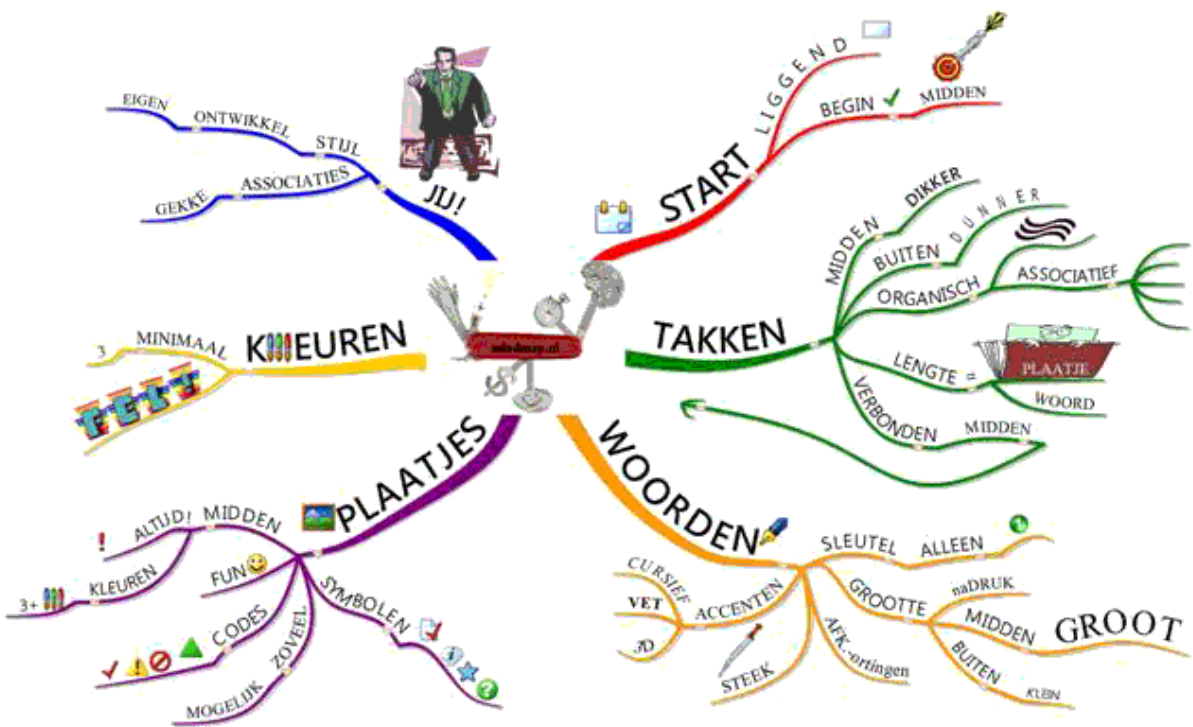 START
LIGGEND
BEGIN
MIDDEN
TAKKEN
MIDDEN
DIKKER
BUITEN
DUNNER
ORGANISCH
ASSOCIATIEF
LENGTE =
PLAATJE
WOORD
VERBONDEN
MIDDEN
WOORDEN
SLEUTEL
ALLEEN
GROOTTE
naDRUK
MIDDEN
GROOT
BUITEN
KLEIN
AFK.-ortingen
STEEK
ACCENTEN
CURSIEF
VET
3D
PLAATJES
MIDDEN
ALTIJD!
!
KLEUREN
3+
FUN
CODES
ZOVEEL
MOGELIJK
SYMBOLEN
KLEUREN
MINIMAAL
3
JIJ!
STIJL
ONTWIKKEL
EIGEN
ASSOCIATIES
GEKKE